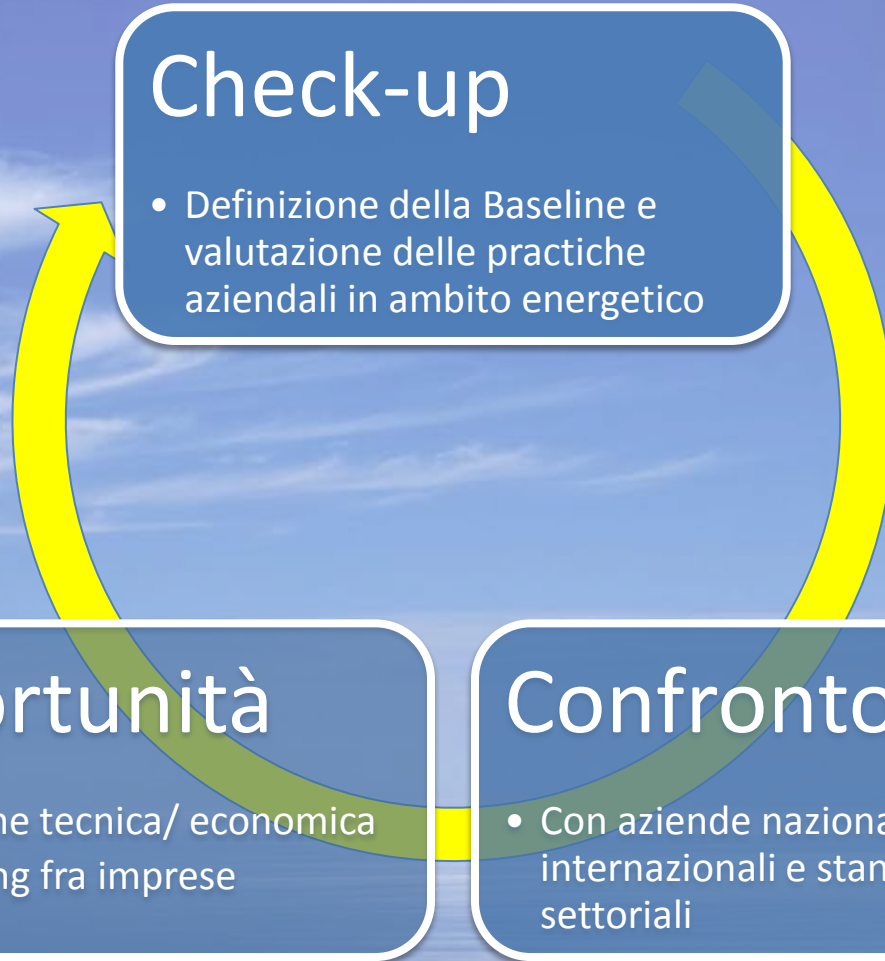 Check-up
• Definizione della Baseline e
valutazione delle practiche
aziendali in ambito energetico
ortunità
ne tecnica/ economica
ng fra imprese
Confronto
• Con aziende naziona
internazionali e stan
settoriali